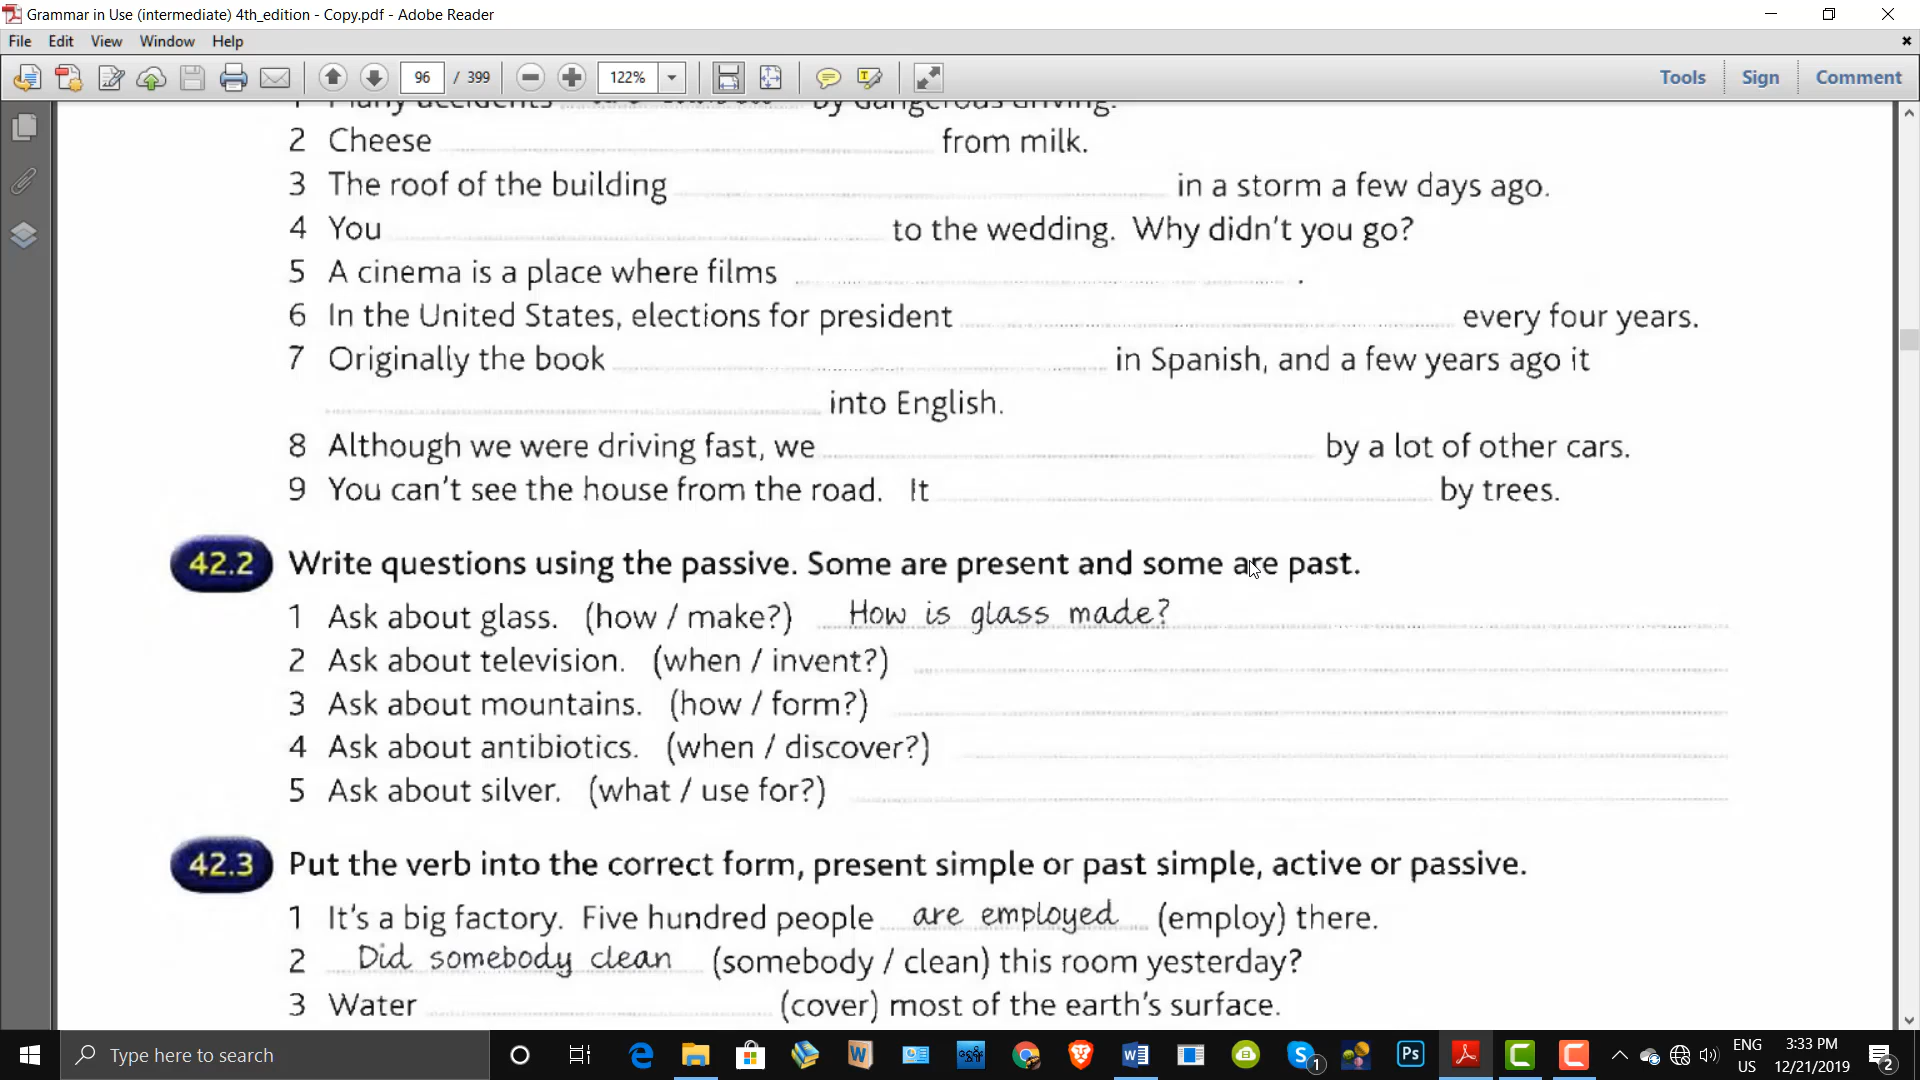 Grammar in Use (intermediate) 4th_edition - Copy.pdf - Adobe Reader
File Edit View Window Help
96 / 399 122% Tools Sign Comment
1 Many accidents by dangerous driving.
2 Cheese from milk.
3 The roof of the building in a storm a few days ago.
4 You to the wedding. Why didn't you go?
5 A cinema is a place where films .
6 In the United States, elections for president every four years.
7 Originally the book in Spanish, and a few years ago it
into English.
8 Although we were driving fast, we by a lot of other cars.
9 You can't see the house from the road. It by trees.
42.2 Write questions using the passive. Some are present and some are past.
1 Ask about glass. (how / make?) How is glass made?
2 Ask about television. (when / invent?)
3 Ask about mountains. (how / form?)
4 Ask about antibiotics. (when / discover?)
5 Ask about silver. (what / use for?)
42.3 Put the verb into the correct form, present simple or past simple, active or passive.
1 It's a big factory. Five hundred people are employed (employ) there.
2 Did somebody clean (somebody / clean) this room yesterday?
3 Water (cover) most of the earth's surface.
Type here to search
W
W
S 1
Ps
ENG
US
3:33 PM
12/21/2019
2